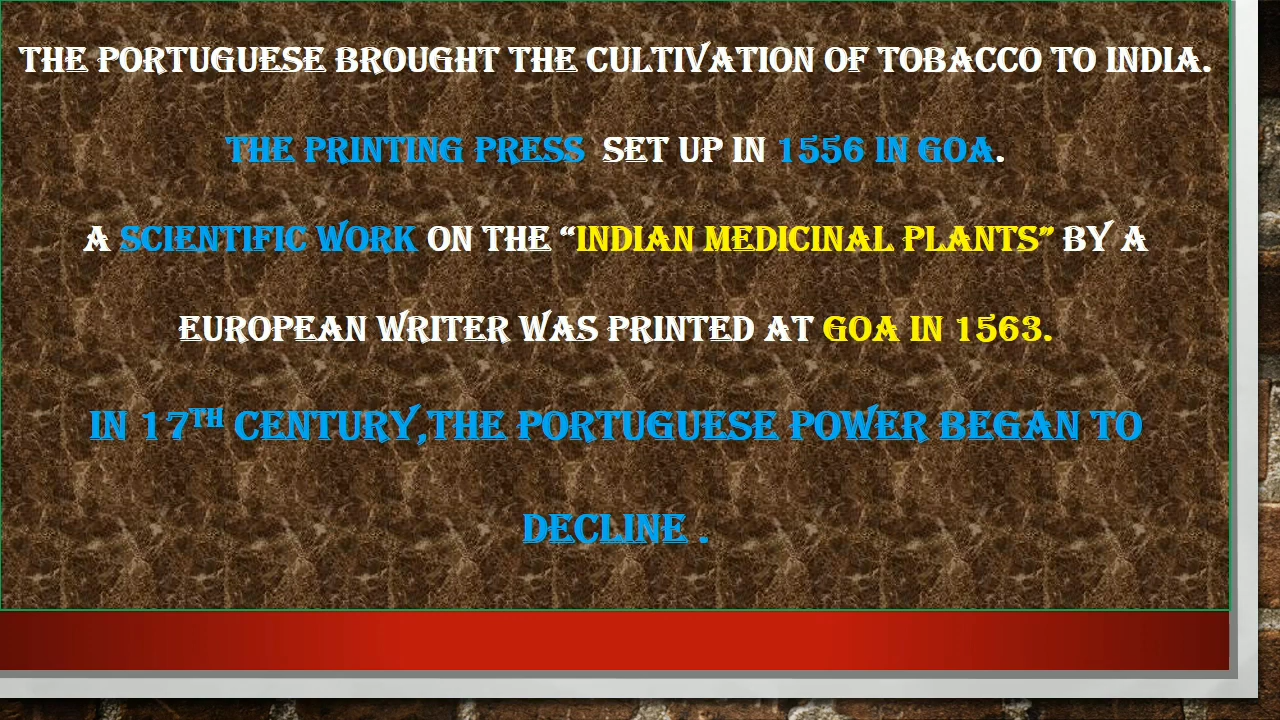 THE PORTUGUESE BROUGHT THE CULTIVATION OF TOBACCO TO INDIA.
THE PRINTING PRESS SET UP IN 1556 IN GOA.
A SCIENTIFIC WORK ON THE “INDIAN MEDICINAL PLANTS” BY A
EUROPEAN WRITER WAS PRINTED AT GOA IN 1563.
IN 17TH CENTURY,THE PORTUGUESE POWER BEGAN TO
DECLINE .